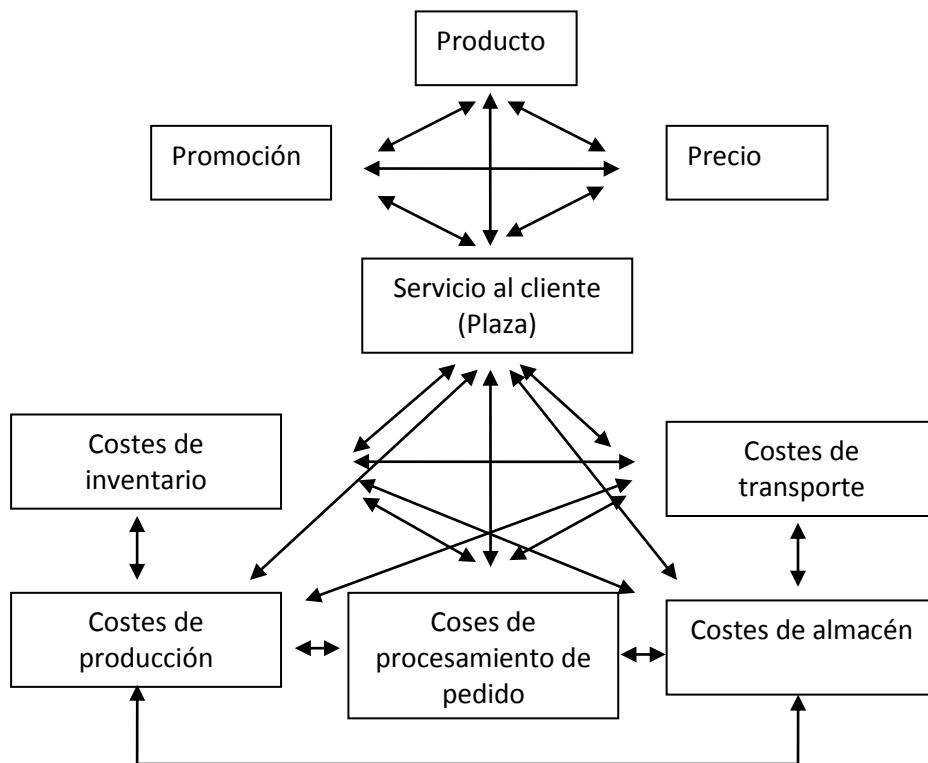 Producto
Promoción
Precio
Servicio al cliente
(Plaza)
Costes de
inventario
Costes de
transporte
Costes de
producción
Coses de
procesamiento de
pedido
Costes de almacén